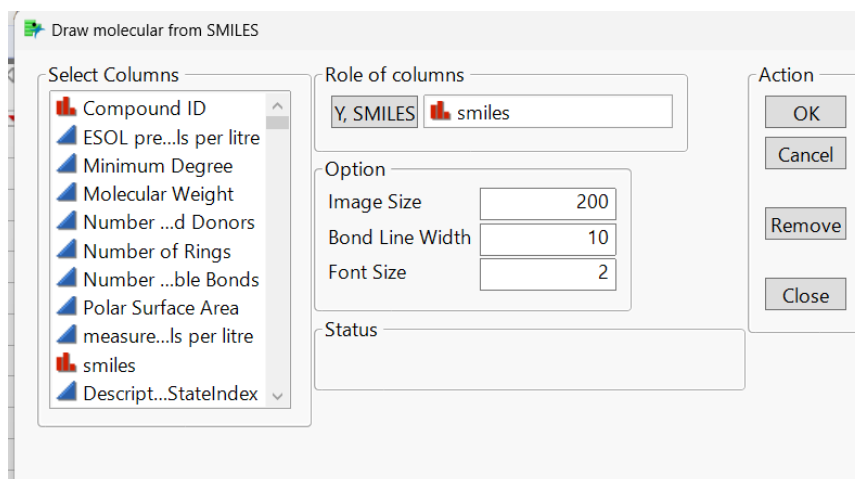 Draw molecular from SMILES
Select Columns
Compound ID
ESOL pre...ls per litre
Minimum Degree
Molecular Weight
Number ...d Donors
Number of Rings
Number ...ble Bonds
Polar Surface Area
measure...ls per litre
smiles
Descript...StateIndex
Role of columns
Y, SMILES smiles
Option
Image Size 200
Bond Line Width 10
Font Size 2
Status
Action
OK
Cancel
Remove
Close